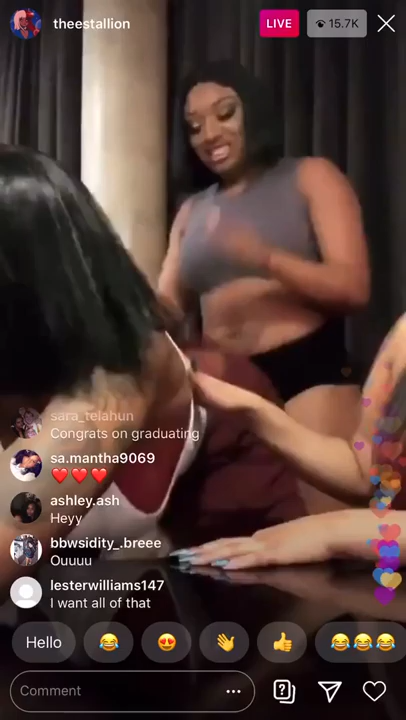 theestallion
LIVE
15.7K
sara_telahun
Congrats on graduating
sa.mantha9069
❤️❤️❤️
ashley.ash
Heyy
bbwsidity_.breee
Ouuuu
lesterwilliams147
I want all of that
Hello
😂
😍
👋
👍
😂😂😂
Comment